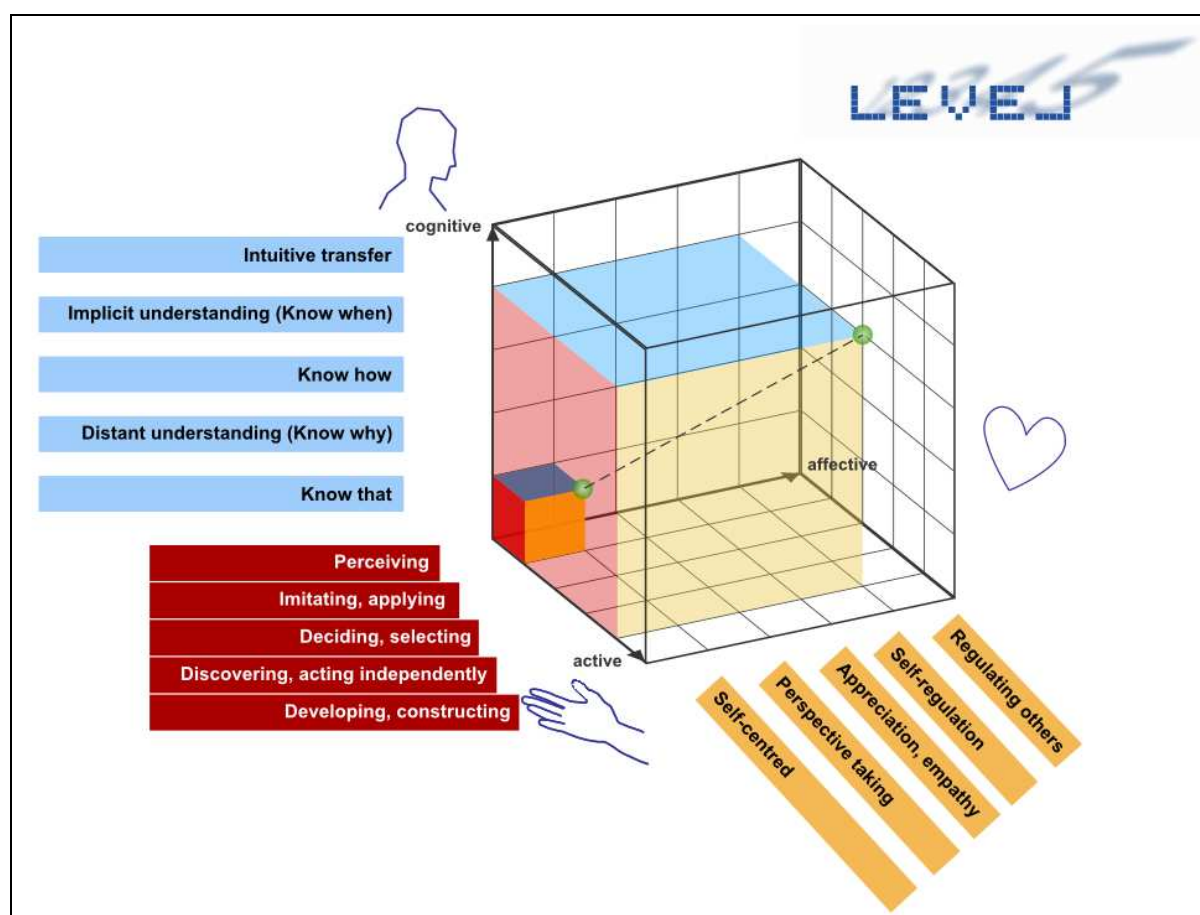 12345
LEVEL
cognitive
Intuitive transfer
Implicit understanding (Know when)
Know how
Distant understanding (Know why)
Know that
affective
Perceiving
Imitating, applying
Deciding, selecting
Discovering, acting independently
Developing, constructing
active
Self-centred
Perspective taking
Appreciation, empathy
Self-regulation
Regulating others